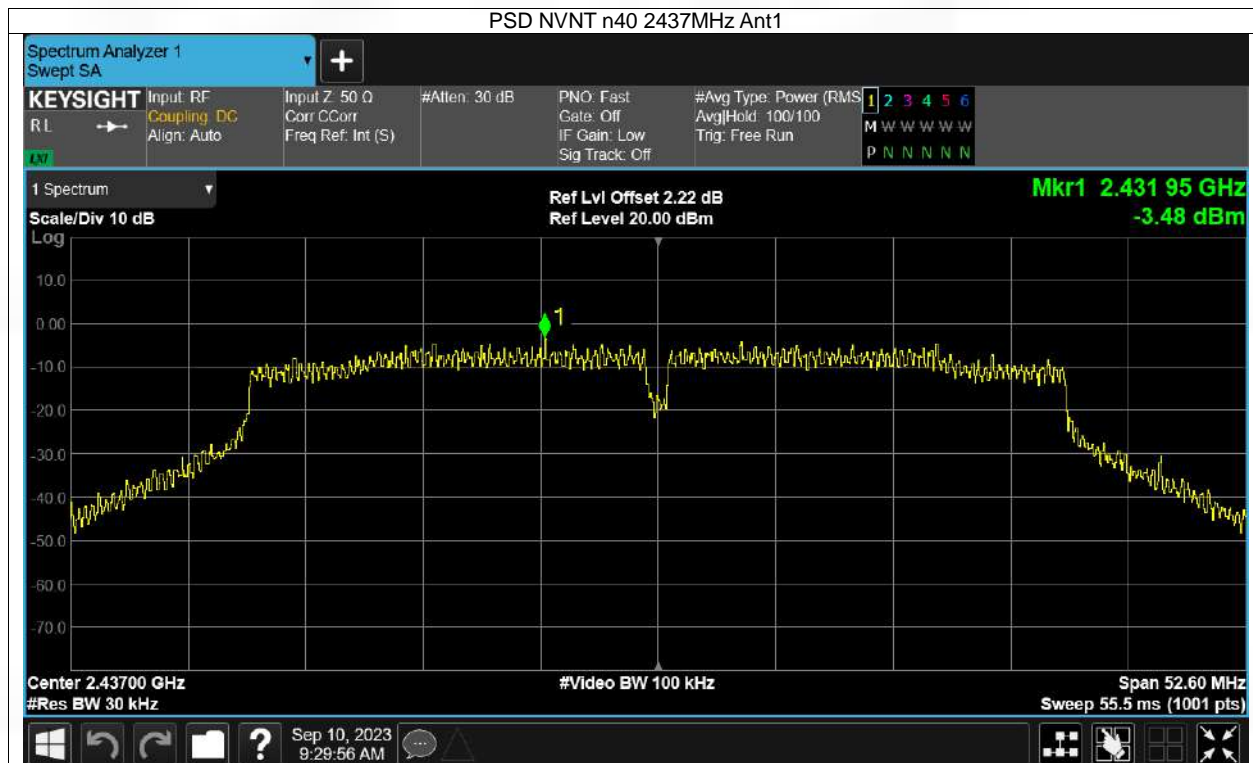 PSD NVNT n40 2437MHz Ant1
Spectrum Analyzer 1
Swept SA
KEYSIGHT
RL
LXI
Input: RF
Coupling: DC
Align: Auto
Input Z: 50 Ω
Corr CCorr
Freq Ref: Int (S)
#Atten: 30 dB
PNO: Fast
Gate: Off
IF Gain: Low
Sig Track: Off
#Avg Type: Power (RMS
Avg|Hold: 100/100
Trig: Free Run
1 2 3 4 5 6
M W W W W W
P N N N N N
1 Spectrum
Scale/Div 10 dB
Log
Ref Lvl Offset 2.22 dB
Ref Level 20.00 dBm
Mkr1 2.431 95 GHz
-3.48 dBm
10.0
0.00
-10.0
-20.0
-30.0
-40.0
-50.0
-60.0
-70.0
1
Center 2.43700 GHz
#Res BW 30 kHz
#Video BW 100 kHz
Span 52.60 MHz
Sweep 55.5 ms (1001 pts)
?
Sep 10, 2023
9:29:56 AM